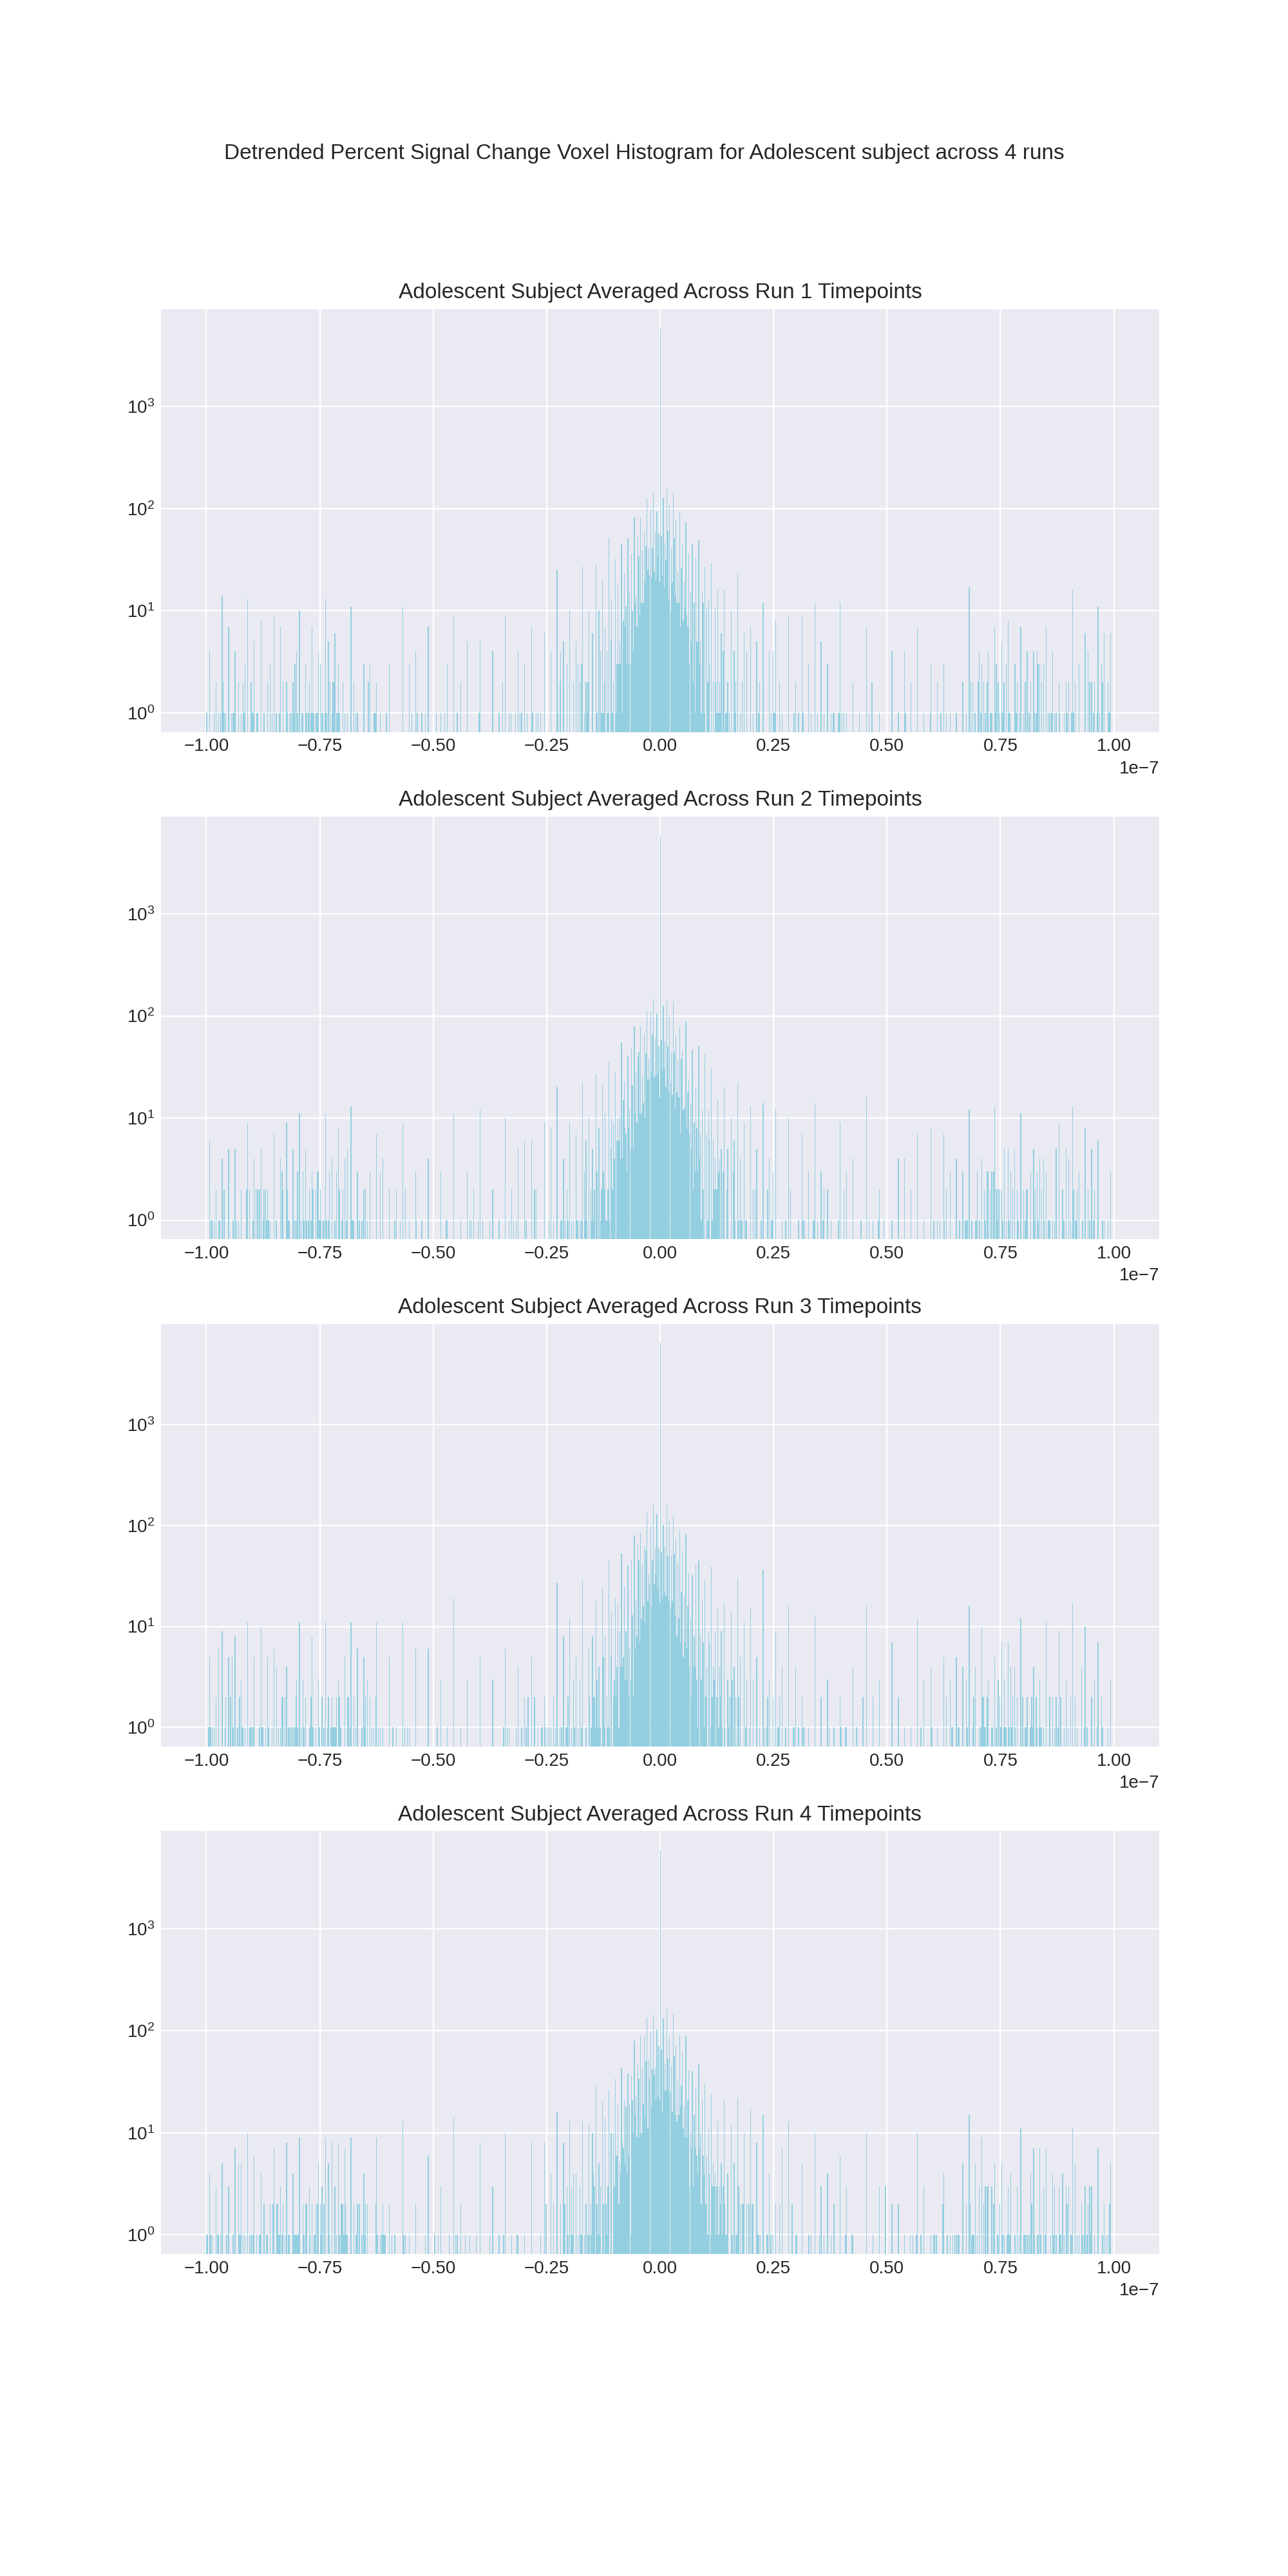 Detrended Percent Signal Change Voxel Histogram for Adolescent subject across 4 runs
Adolescent Subject Averaged Across Run 1 Timepoints
10³
10²
10¹
10⁰
−1.00 −0.75 −0.50 −0.25 0.00 0.25 0.50 0.75 1.00
1e−7
Adolescent Subject Averaged Across Run 2 Timepoints
10³
10²
10¹
10⁰
−1.00 −0.75 −0.50 −0.25 0.00 0.25 0.50 0.75 1.00
1e−7
Adolescent Subject Averaged Across Run 3 Timepoints
10³
10²
10¹
10⁰
−1.00 −0.75 −0.50 −0.25 0.00 0.25 0.50 0.75 1.00
1e−7
Adolescent Subject Averaged Across Run 4 Timepoints
10³
10²
10¹
10⁰
−1.00 −0.75 −0.50 −0.25 0.00 0.25 0.50 0.75 1.00
1e−7